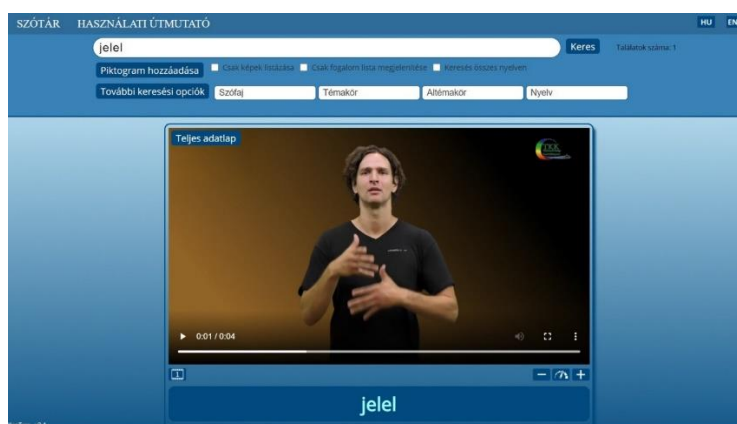 SZÓTÁR HASZNÁLATI ÚTMUTATÓ HU EN
jelel Keres Találatok száma: 1
Piktogram hozzáadása Csak képek listázása Csak fogalom lista megjelenítése Keresés összes nyelven
További keresési opciók Szófaj Témakör Altémakör Nyelv
Teljes adatlap
0:01 / 0:04
1
jelel